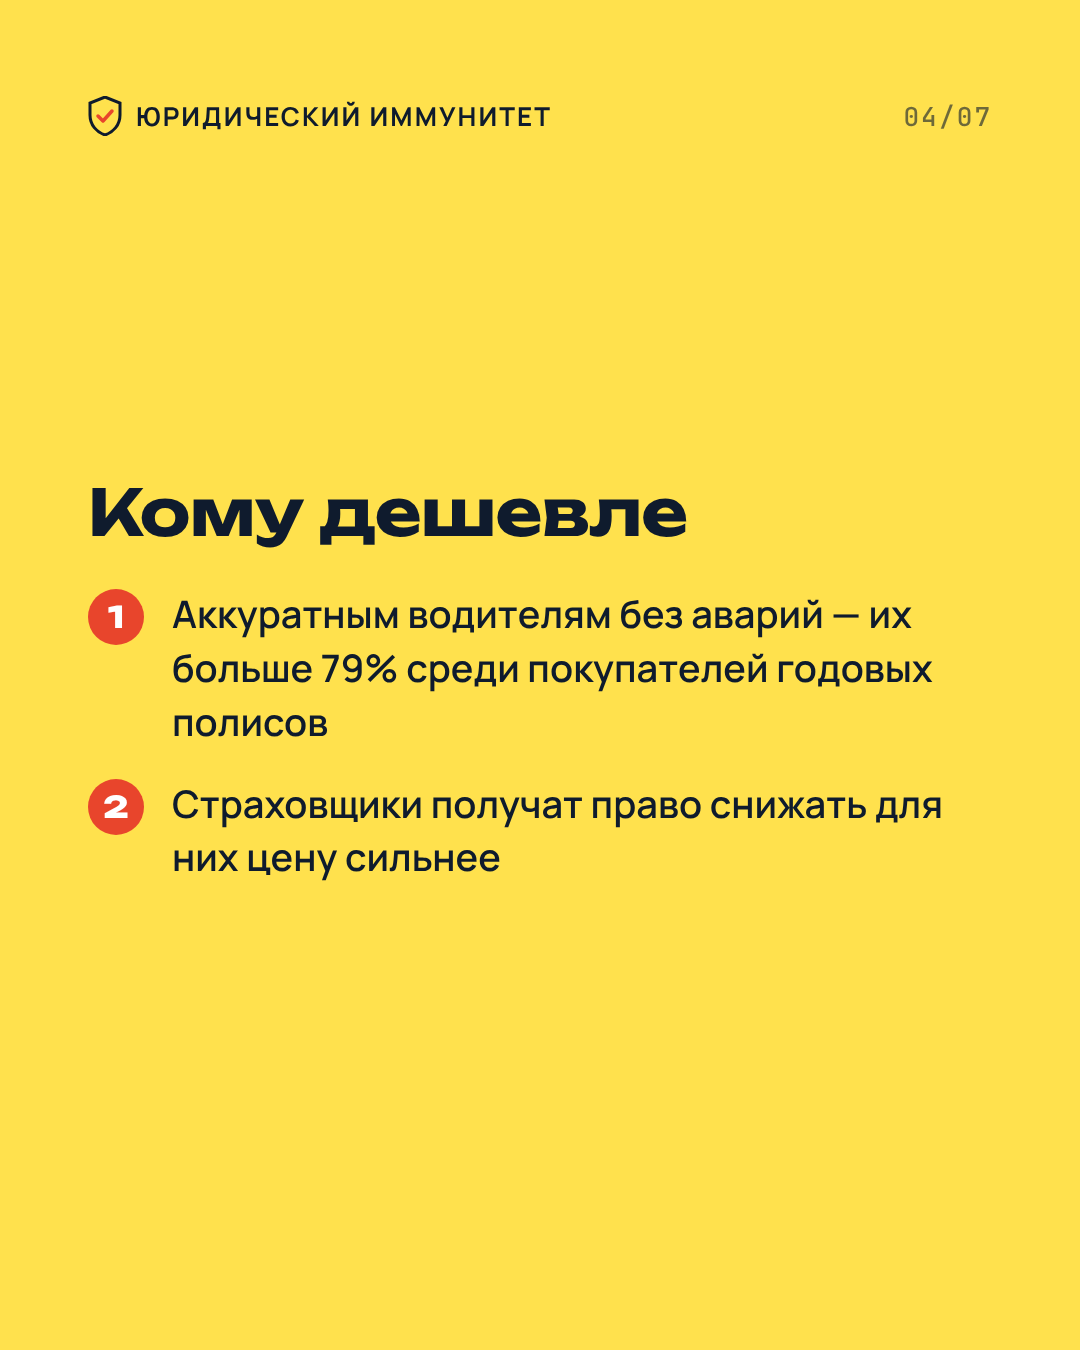 ЮРИДИЧЕСКИЙ ИММУНИТЕТ
04/07
Кому дешевле
1 Аккуратным водителям без аварий — их
больше 79% среди покупателей годовых
полисов
2 Страховщики получат право снижать для
них цену сильнее